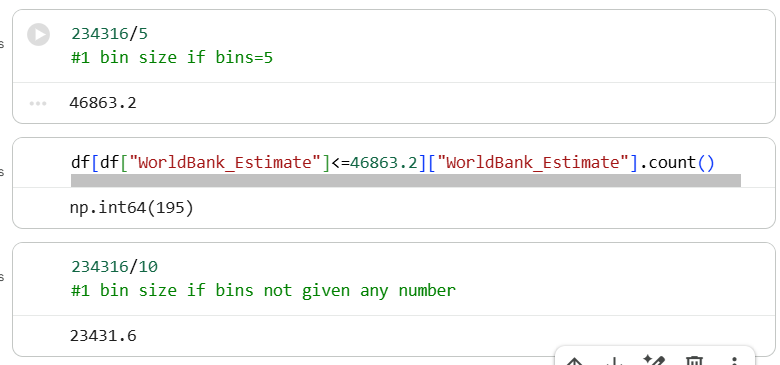 234316/5
#1 bin size if bins=5
46863.2
df[df["WorldBank_Estimate"]<=46863.2]["WorldBank_Estimate"].count()
np.int64(195)
234316/10
#1 bin size if bins not given any number
23431.6